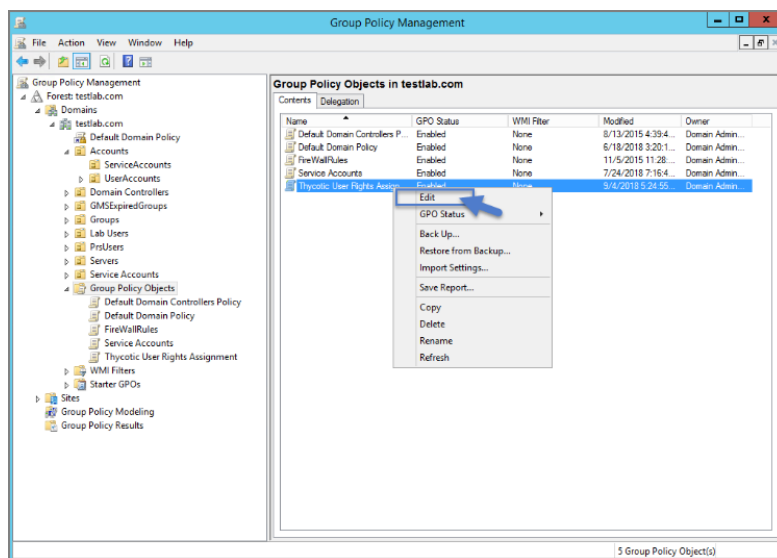 Group Policy Management
File Action View Window Help
Group Policy Management
Forest: testlab.com
Domains
testlab.com
Default Domain Policy
Accounts
ServiceAccounts
UserAccounts
Domain Controllers
GMSExpiredGroups
Groups
Lab Users
PrsUsers
Servers
Service Accounts
Group Policy Objects
Default Domain Controllers Policy
Default Domain Policy
FireWallRules
Service Accounts
Thycotic User Rights Assignment
WMI Filters
Starter GPOs
Sites
Group Policy Modeling
Group Policy Results
Group Policy Objects in testlab.com
Contents Delegation
Name GPO Status WMI Filter Modified Owner
Default Domain Controllers P... Enabled None 8/13/2015 4:39:4... Domain Admin...
Default Domain Policy Enabled None 6/18/2018 3:20:1... Domain Admin...
FireWallRules Enabled None 11/5/2015 11:28:... Domain Admin...
Service Accounts Enabled None 7/24/2018 7:16:4... Domain Admin...
Thycotic User Rights Assign... Enabled None 9/4/2018 5:24:55... Domain Admin...
Edit
GPO Status
Back Up...
Restore from Backup...
Import Settings...
Save Report...
Copy
Delete
Rename
Refresh
5 Group Policy Object(s)